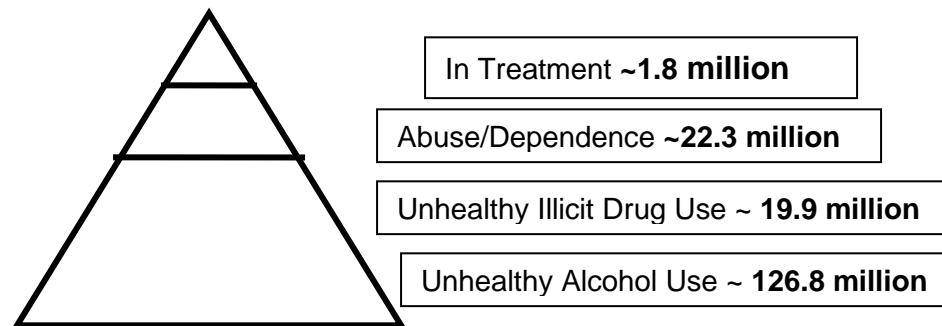 In Treatment ~1.8 million
Abuse/Dependence ~22.3 million
Unhealthy Illicit Drug Use ~ 19.9 million
Unhealthy Alcohol Use ~ 126.8 million